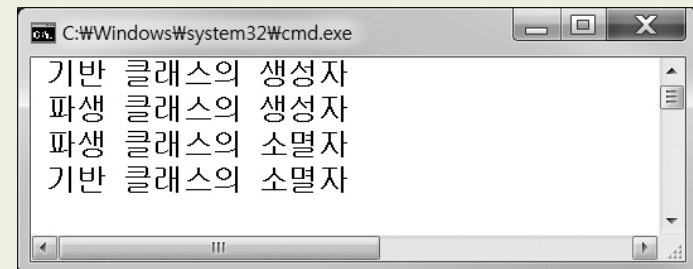 C:₩Windows₩system32₩cmd.exe
기반 클래스의 생성자
파생 클래스의 생성자
파생 클래스의 소멸자
기반 클래스의 소멸자